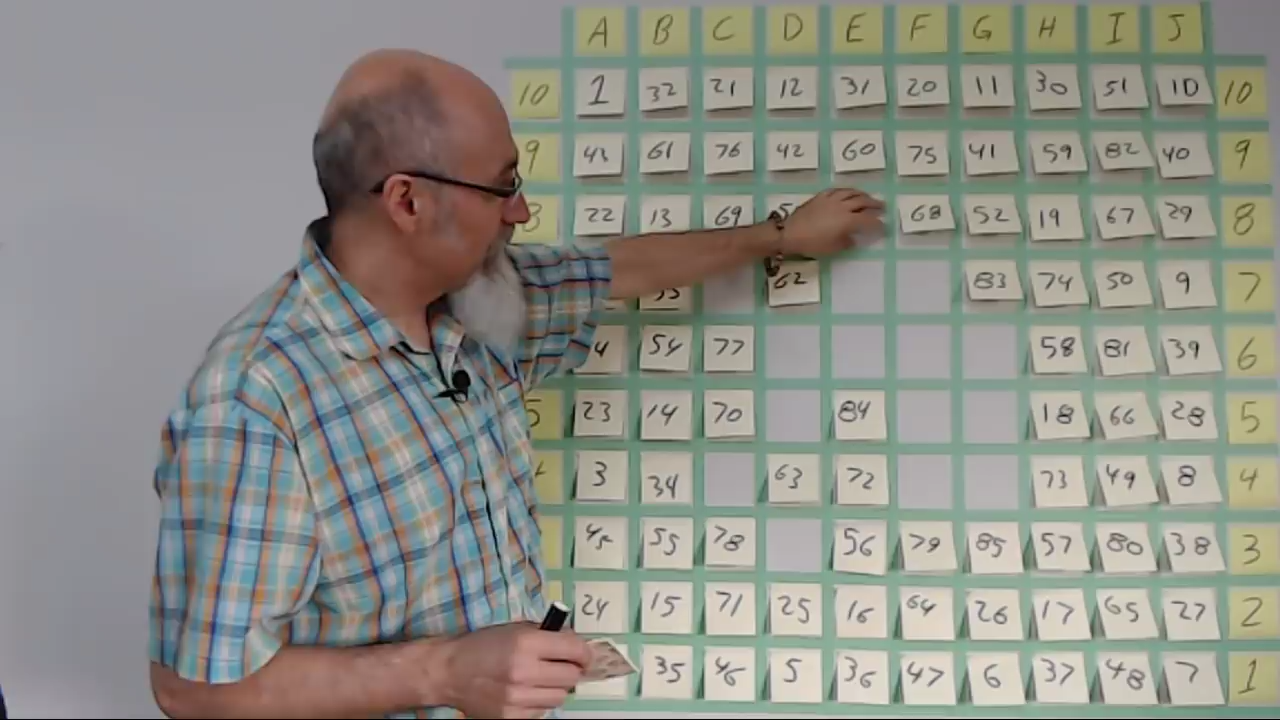 A B C D E F G H I J
10 1 32 21 12 31 20 11 30 51 10 10
9 43 61 76 42 60 75 41 59 82 40 9
8 22 13 69 68 52 19 67 29 8
62 83 74 50 9 7
54 77 58 81 39 6
5 23 14 70 84 18 66 28 5
3 34 63 72 73 49 8 4
45 55 78 56 79 85 57 80 38 3
24 15 71 25 16 64 26 17 65 27 2
35 46 5 36 47 6 37 48 7 1